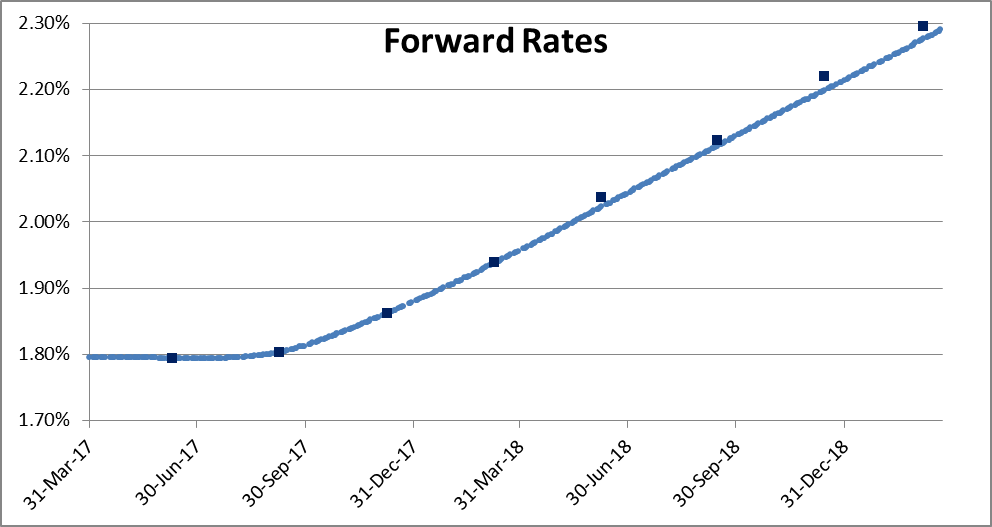 Forward Rates
2.30%
2.20%
2.10%
2.00%
1.90%
1.80%
1.70%
31-Mar-17
30-Jun-17
30-Sep-17
31-Dec-17
31-Mar-18
30-Jun-18
30-Sep-18
31-Dec-18